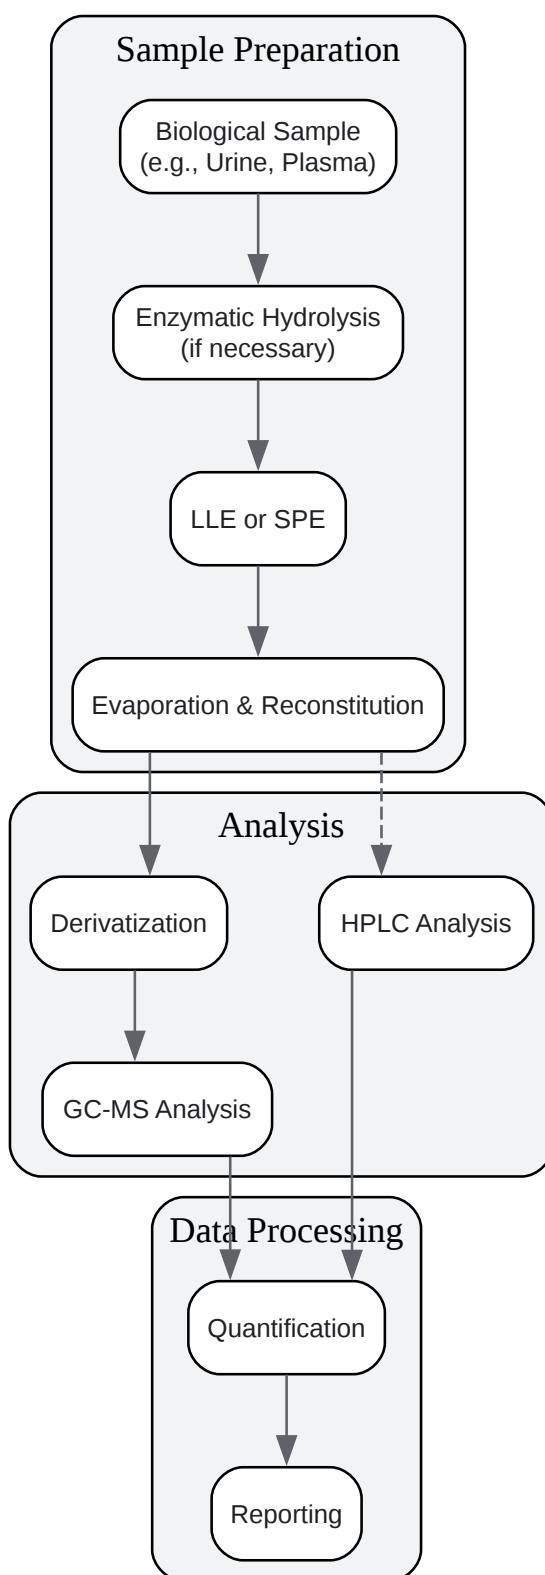 Sample Preparation
Biological Sample
(e.g., Urine, Plasma)
Enzymatic Hydrolysis
(if necessary)
LLE or SPE
Evaporation & Reconstitution
Analysis
Derivatization
HPLC Analysis
GC-MS Analysis
Data Processing
Quantification
Reporting